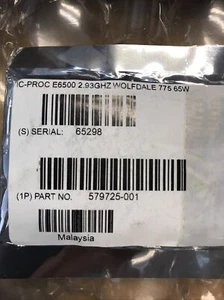 IC-PROC E6500 2.93GHZ WOLFDALE 775 65W
(S) SERIAL: 65298
(1P) PART NO. 579725-001
Malaysia